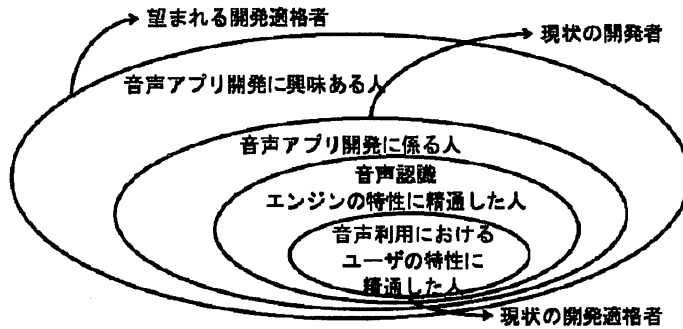 望まれる開発適格者
現状の開発者
音声アプリ開発に興味ある人
音声アプリ開発に係る人
音声認識
エンジンの特性に精通した人
音声利用における
ユーザの特性に
精通した人
現状の開発適格者